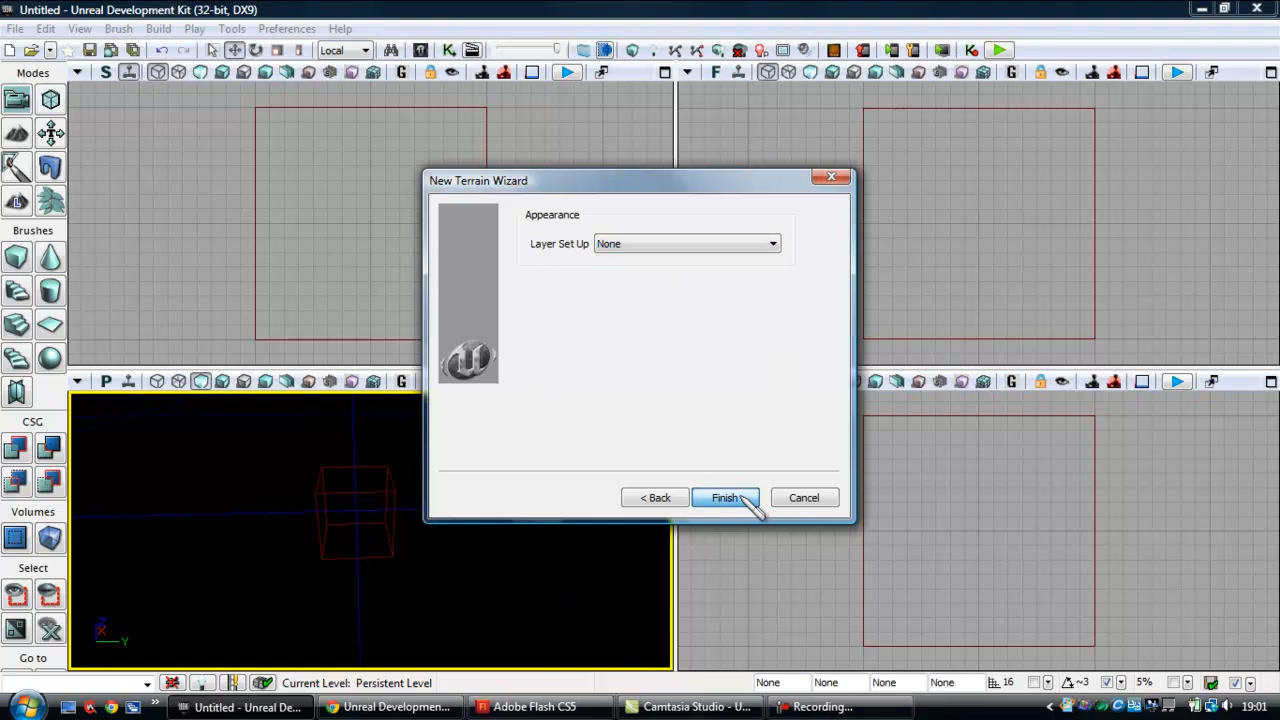 Untitled - Unreal Development Kit (32-bit, DX9)
File Edit View Brush Build Play Tools Preferences Help
Local
Modes
S G
F G
New Terrain Wizard
Appearance
Layer Set Up None
Brushes
P G
G
CSG
< Back Finish Cancel
Volumes
Select
Z
X
Y
Go to
Current Level: Persistent Level
None None None None 16 ~3 5%
Untitled - Unreal De... Unreal Developmen... Adobe Flash CS5 Camtasia Studio - U... Recording... 19:01